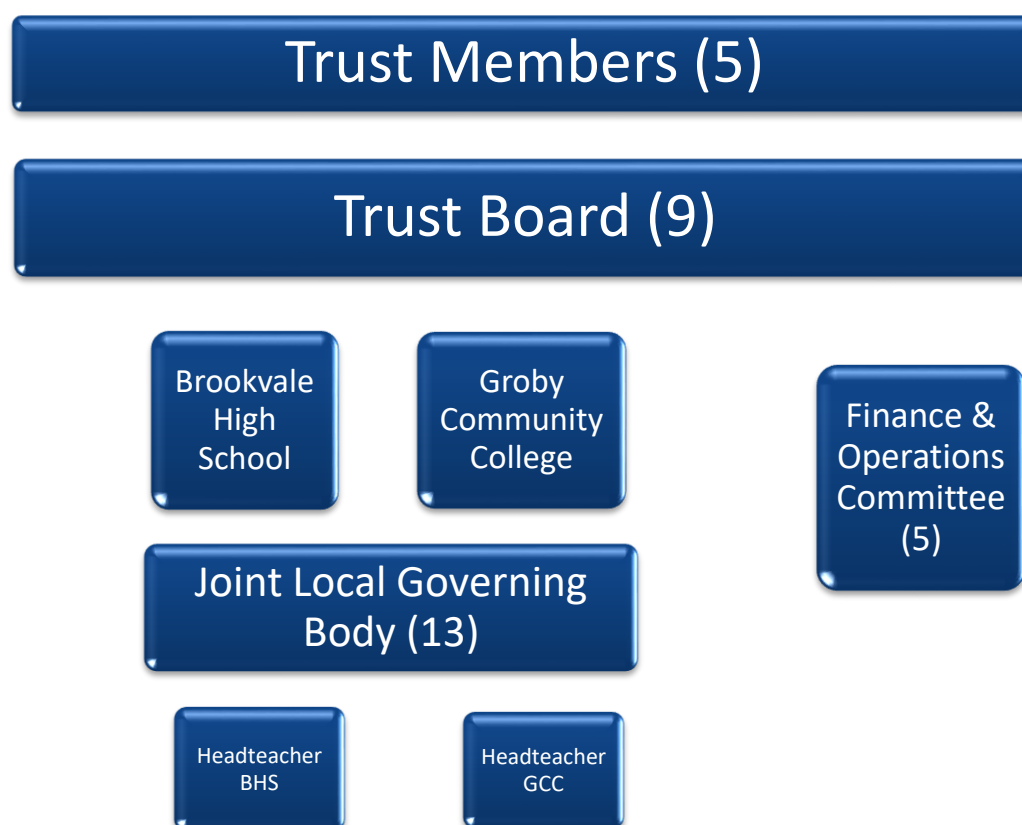 Trust Members (5)
Trust Board (9)
Brookvale
High
School
Groby
Community
College
Finance &
Operations
Committee
(5)
Joint Local Governing
Body (13)
Headteacher
BHS
Headteacher
GCC